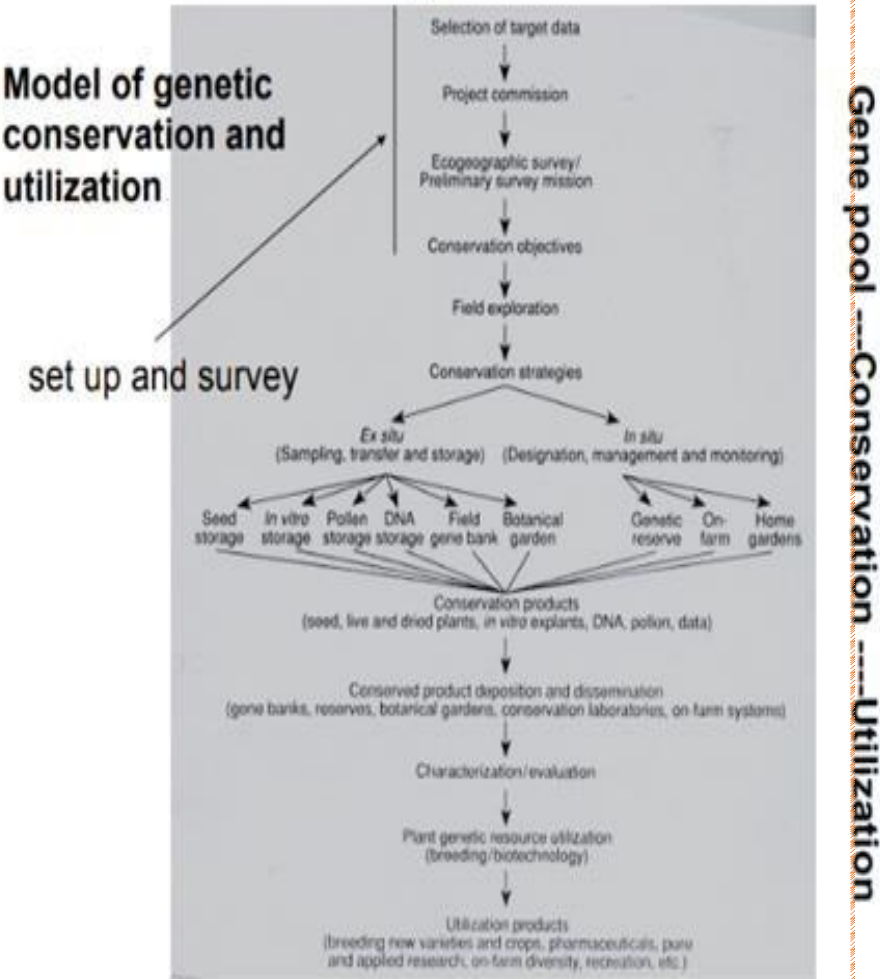 Model of genetic
conservation and
utilization
set up and survey
Selection of target data
Project commission
Ecogeographic survey/
Preliminary survey mission
Conservation objectives
Field exploration
Conservation strategies
Ex situ
(Sampling, transfer and storage)
In situ
(Designation, management and monitoring)
Seed
storage
In vitro
storage
Pollen
storage
DNA
storage
Field
gene bank
Botanical
garden
Genetic
reserve
On-
farm
Home
gardens
Conservation products
(seed, live and dried plants, in vitro explants, DNA, pollen, data)
Conserved product deposition and dissemination
(gene banks, reserves, botanical gardens, conservation laboratories, on-farm systems)
Characterization/evaluation
Plant genetic resource utilization
(breeding/biotechnology)
Utilization products
(breeding new varieties and crops, pharmaceuticals, pure
and applied research, on-farm diversity, recreation, etc.)
Gene pool ---Conservation ----Utilization